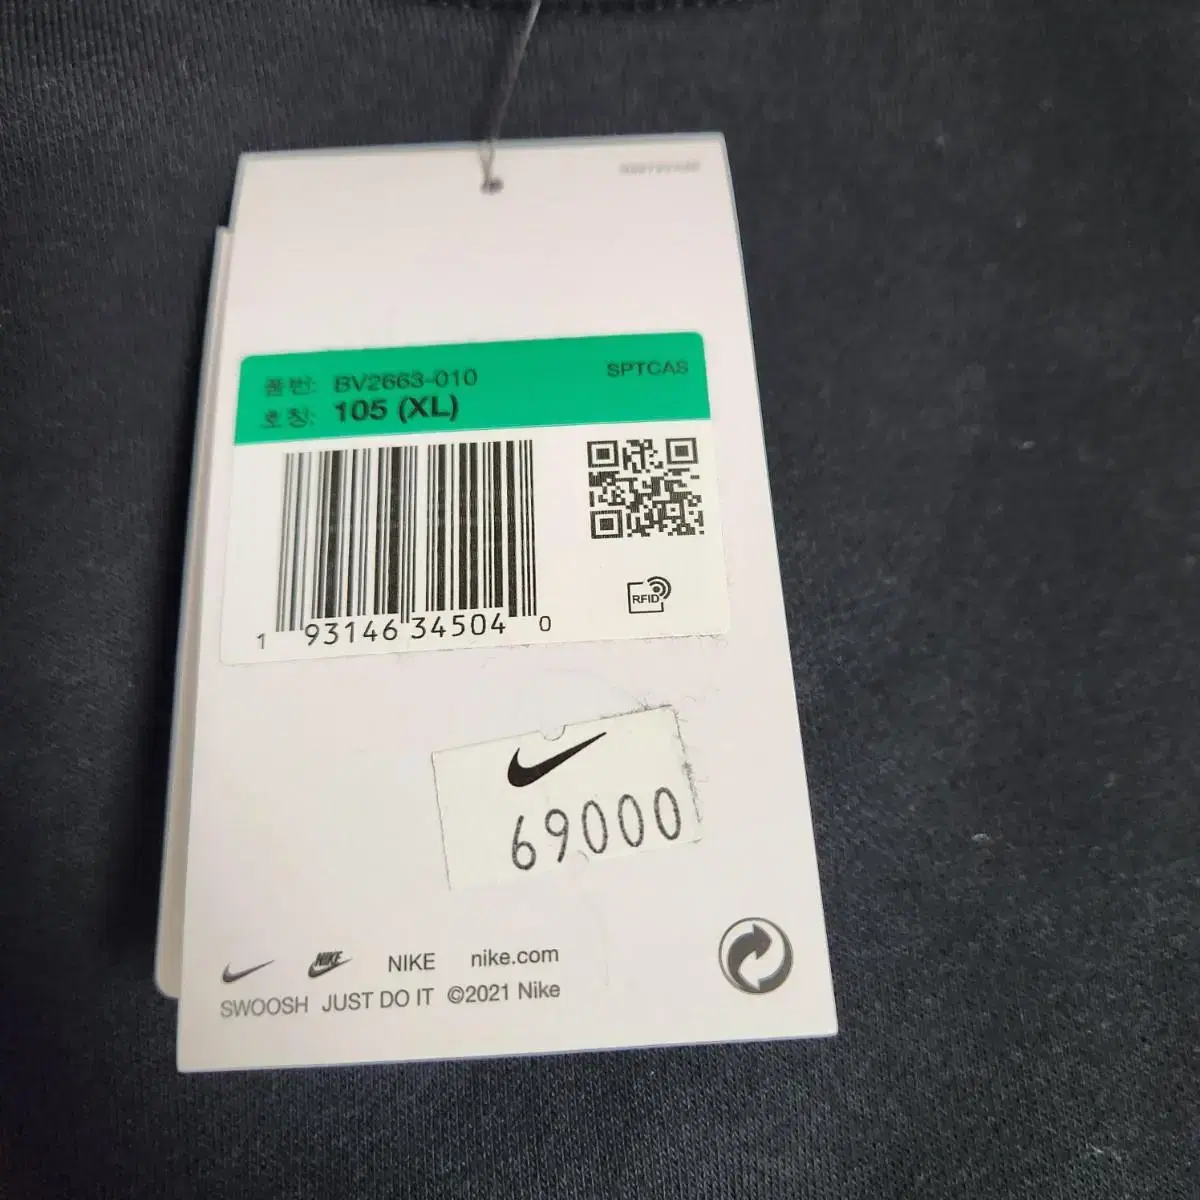 품번: BV2663-010
SPTCAS
호칭: 105 (XL)
1 93146 34504 0
RFID
69000
NIKE NIKE nike.com
SWOOSH JUST DO IT ©2021 Nike